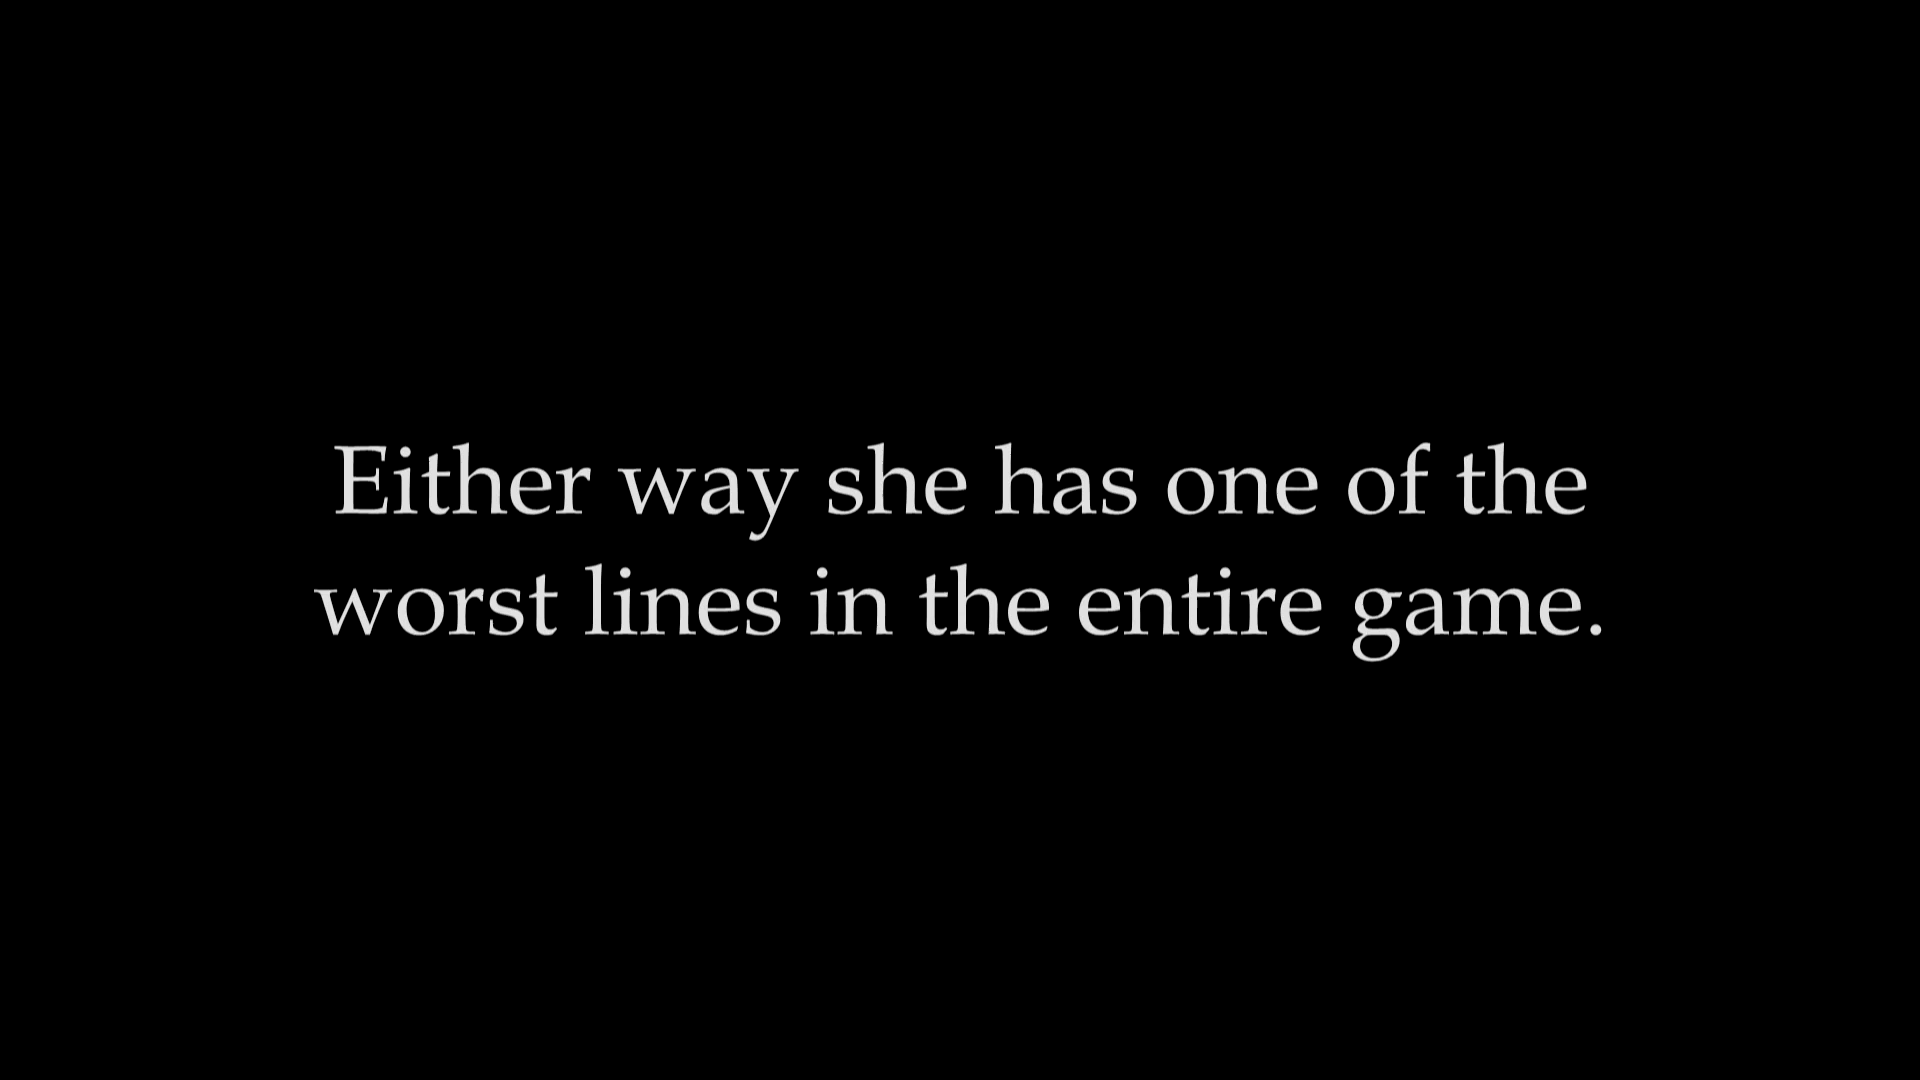 Either way she has one of the
worst lines in the entire game.